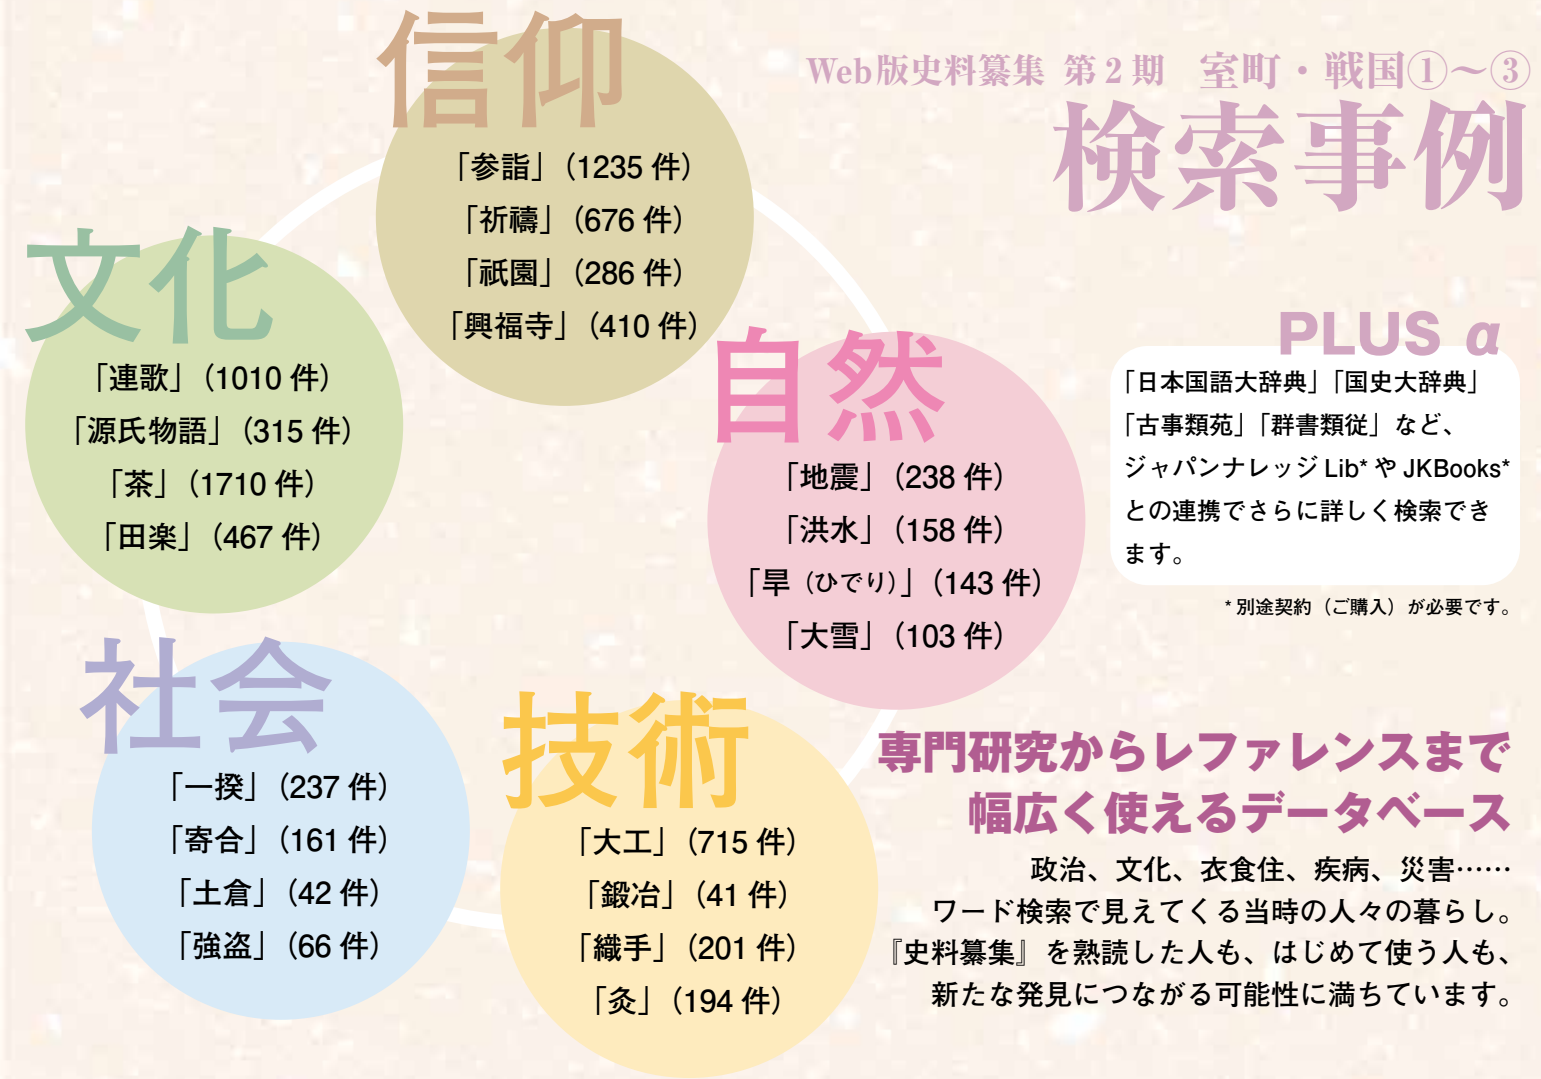 Web版史料纂集 第2期 室町・戦国①～③
検索事例
信仰
「参詣」（1235件）
「祈禱」（676件）
「祇園」（286件）
「興福寺」（410件）
文化
「連歌」（1010件）
「源氏物語」（315件）
「茶」（1710件）
「田楽」（467件）
自然
「地震」（238件）
「洪水」（158件）
「旱（ひでり）」（143件）
「大雪」（103件）
社会
「一揆」（237件）
「寄合」（161件）
「土倉」（42件）
「強盗」（66件）
技術
「大工」（715件）
「鍛冶」（41件）
「織手」（201件）
「灸」（194件）
PLUS α
「日本国語大辞典」「国史大辞典」
「古事類苑」「群書類従」など、
ジャパンナレッジLib*やJKBooks*
との連携でさらに詳しく検索でき
ます。
*別途契約（ご購入）が必要です。
専門研究からレファレンスまで
幅広く使えるデータベース
政治、文化、衣食住、疾病、災害……
ワード検索で見えてくる当時の人々の暮らし。
『史料纂集』を熟読した人も、はじめて使う人も、
新たな発見につながる可能性に満ちています。